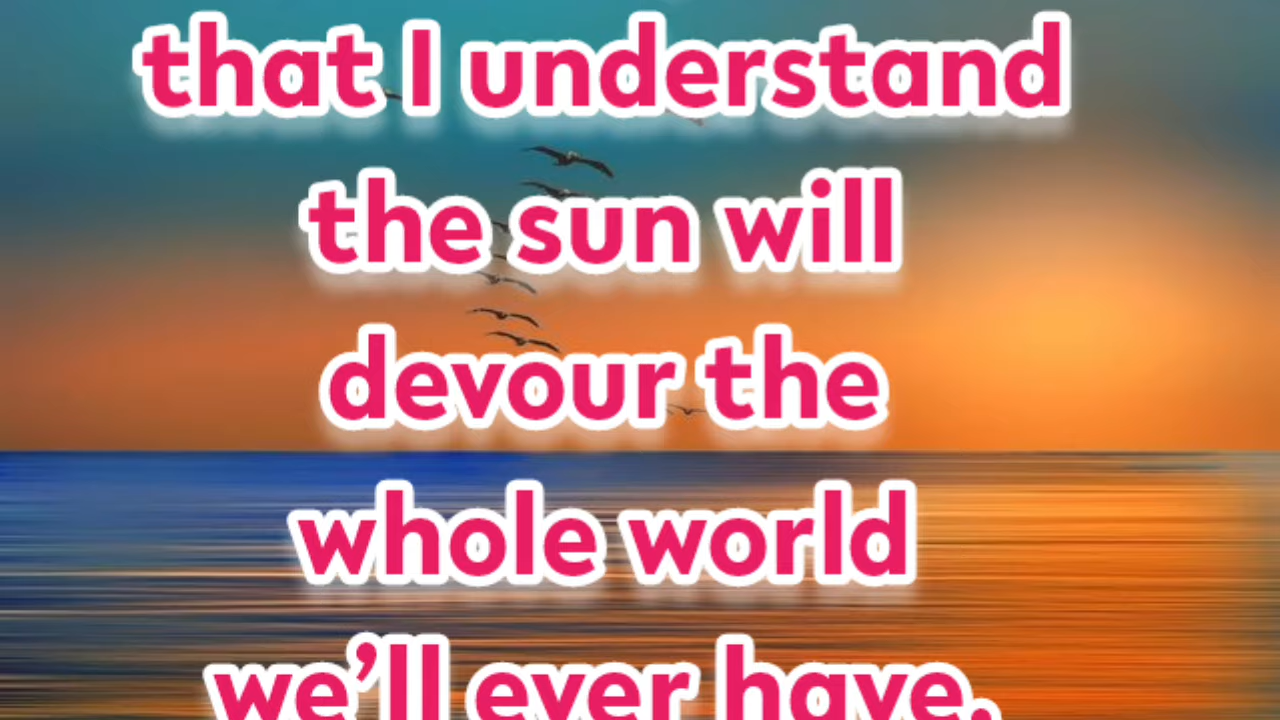 that I understand
the sun will
devour the
whole world
we’ll ever have.